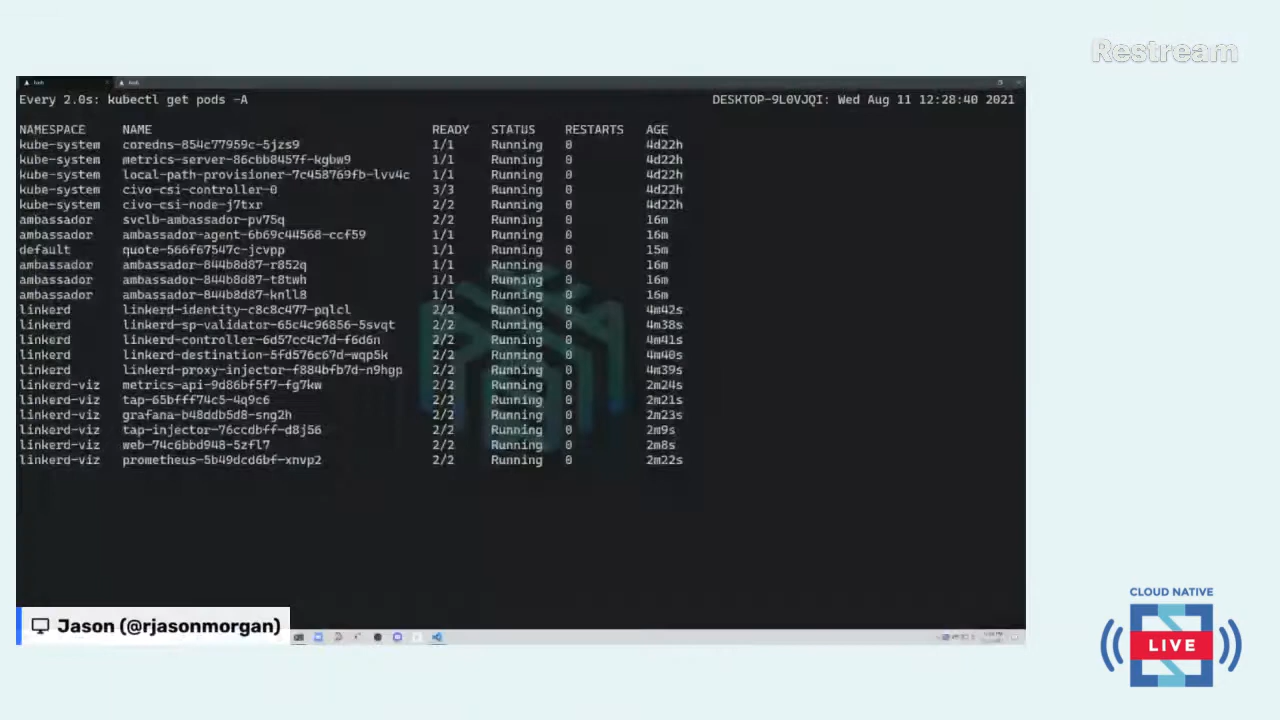 Restream
Every 2.0s: kubectl get pods -A DESKTOP-9L0VJQI: Wed Aug 11 12:28:40 2021
NAMESPACE NAME READY STATUS RESTARTS AGE
kube-system coredns-854c77959c-5jzs9 1/1 Running 0 4d22h
kube-system metrics-server-86cbb8457f-kgbw9 1/1 Running 0 4d22h
kube-system local-path-provisioner-7c458769fb-lvv4c 1/1 Running 0 4d22h
kube-system civo-csi-controller-0 3/3 Running 0 4d22h
kube-system civo-csi-node-j7txr 2/2 Running 0 4d22h
ambassador svclb-ambassador-pv75q 2/2 Running 0 16m
ambassador ambassador-agent-6b69c44568-ccf59 1/1 Running 0 16m
default quote-566f67547c-jcvpp 1/1 Running 0 15m
ambassador ambassador-844b8d87-r852q 1/1 Running 0 16m
ambassador ambassador-844b8d87-t8twh 1/1 Running 0 16m
ambassador ambassador-844b8d87-knll8 1/1 Running 0 16m
linkerd linkerd-identity-c8c8c477-pqlcl 2/2 Running 0 4m42s
linkerd linkerd-sp-validator-65c4c96856-5svqt 2/2 Running 0 4m38s
linkerd linkerd-controller-6d57cc4c7d-f6d6n 2/2 Running 0 4m41s
linkerd linkerd-destination-5fd576c67d-wqp5k 2/2 Running 0 4m40s
linkerd linkerd-proxy-injector-f884bfb7d-n9hgp 2/2 Running 0 4m39s
linkerd-viz metrics-api-9d86bf5f7-fg7kw 2/2 Running 0 2m24s
linkerd-viz tap-65bfff74c5-4q9c6 2/2 Running 0 2m21s
linkerd-viz grafana-b48ddb5d8-sng2h 2/2 Running 0 2m23s
linkerd-viz tap-injector-76ccdbff-d8j56 2/2 Running 0 2m9s
linkerd-viz web-74c6bbd948-5zfl7 2/2 Running 0 2m8s
linkerd-viz prometheus-5b49dcd6bf-xnvp2 2/2 Running 0 2m22s
Jason (@rjasonmorgan)
CLOUD NATIVE
LIVE